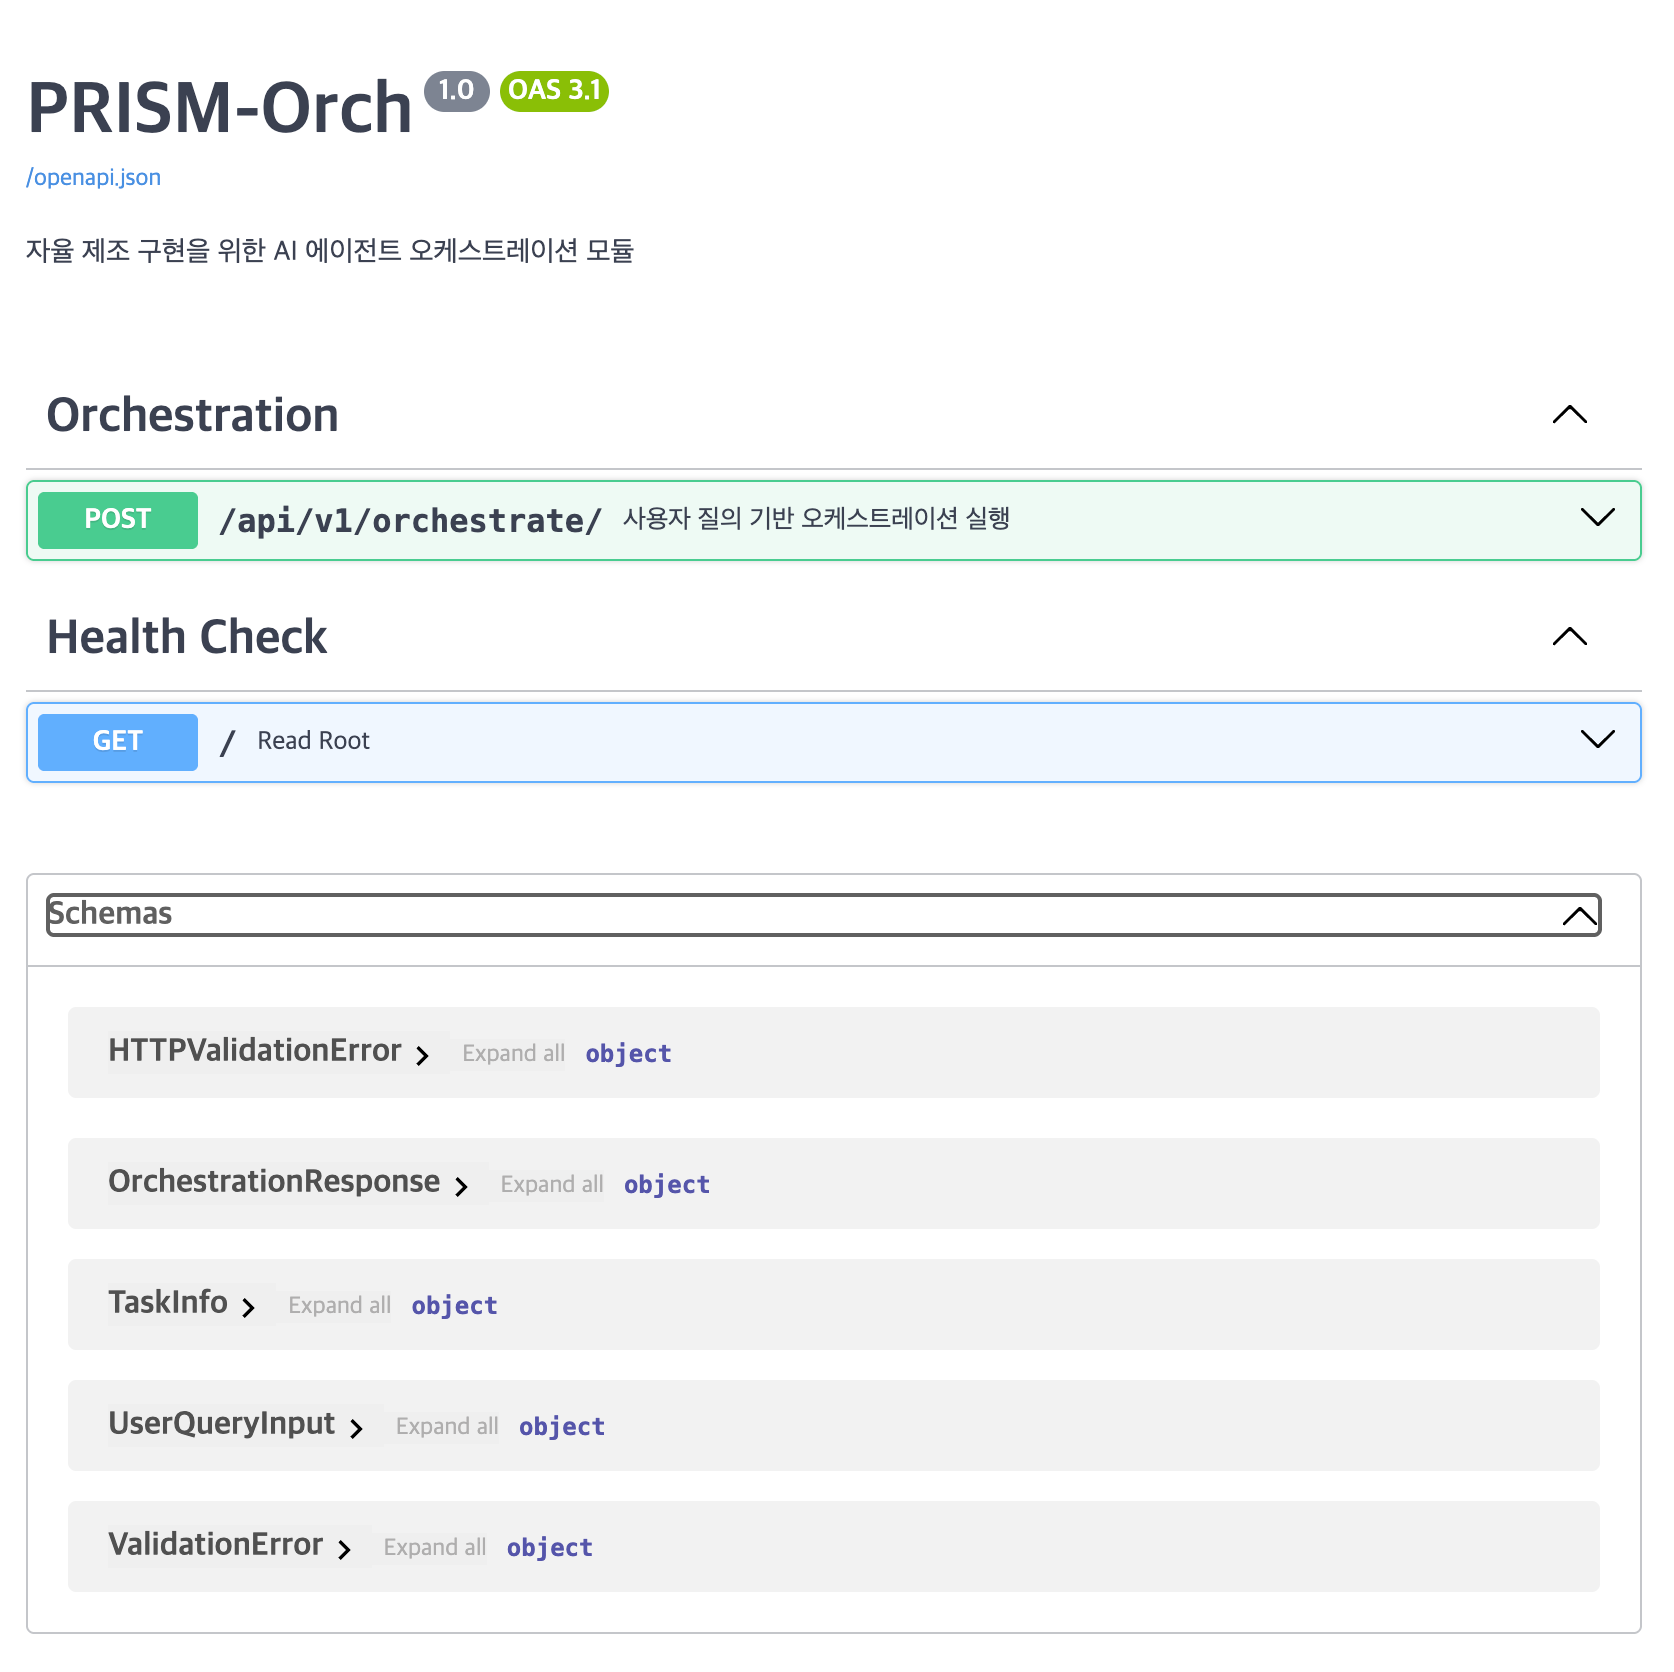 PRISM-Orch 1.0 OAS 3.1
/openapi.json
자율 제조 구현을 위한 AI 에이전트 오케스트레이션 모듈
Orchestration
POST /api/v1/orchestrate/ 사용자 질의 기반 오케스트레이션 실행
Health Check
GET / Read Root
Schemas
HTTPValidationError Expand all object
OrchestrationResponse Expand all object
TaskInfo Expand all object
UserQueryInput Expand all object
ValidationError Expand all object